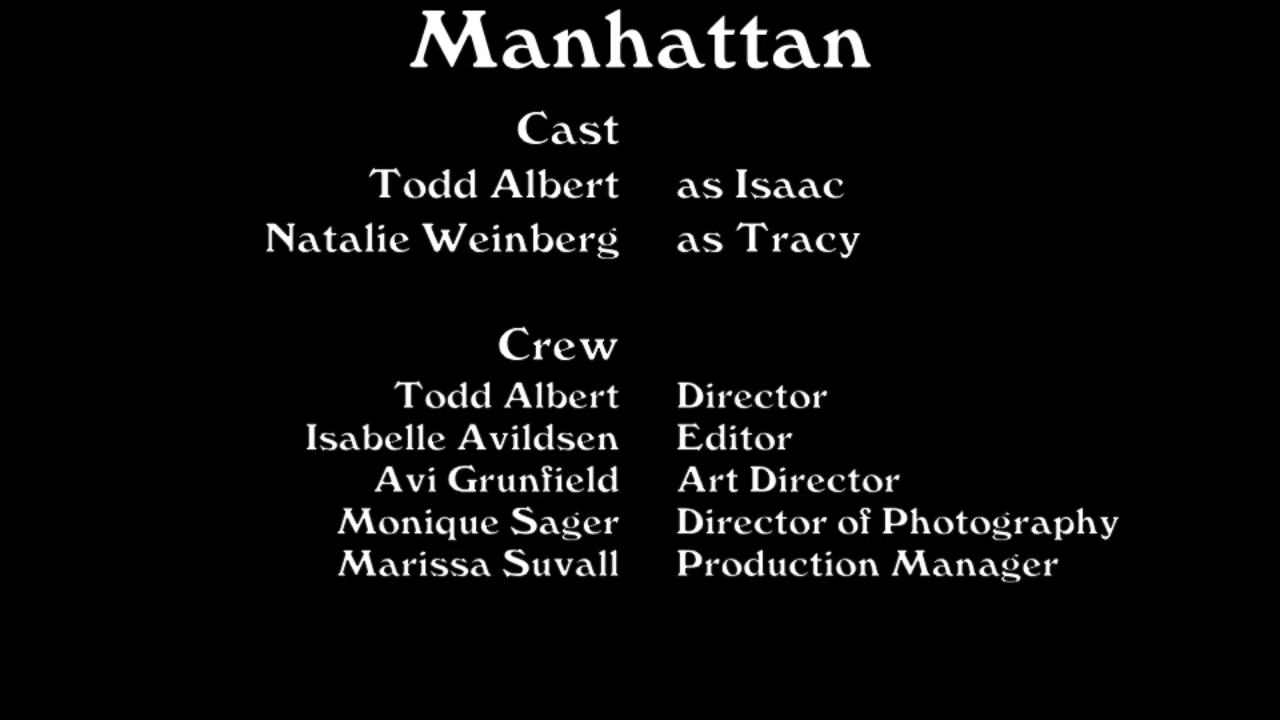 Manhattan
Cast
Todd Albert as Isaac
Natalie Weinberg as Tracy
Crew
Todd Albert Director
Isabelle Avildsen Editor
Avi Grunfield Art Director
Monique Sager Director of Photography
Marissa Suvall Production Manager